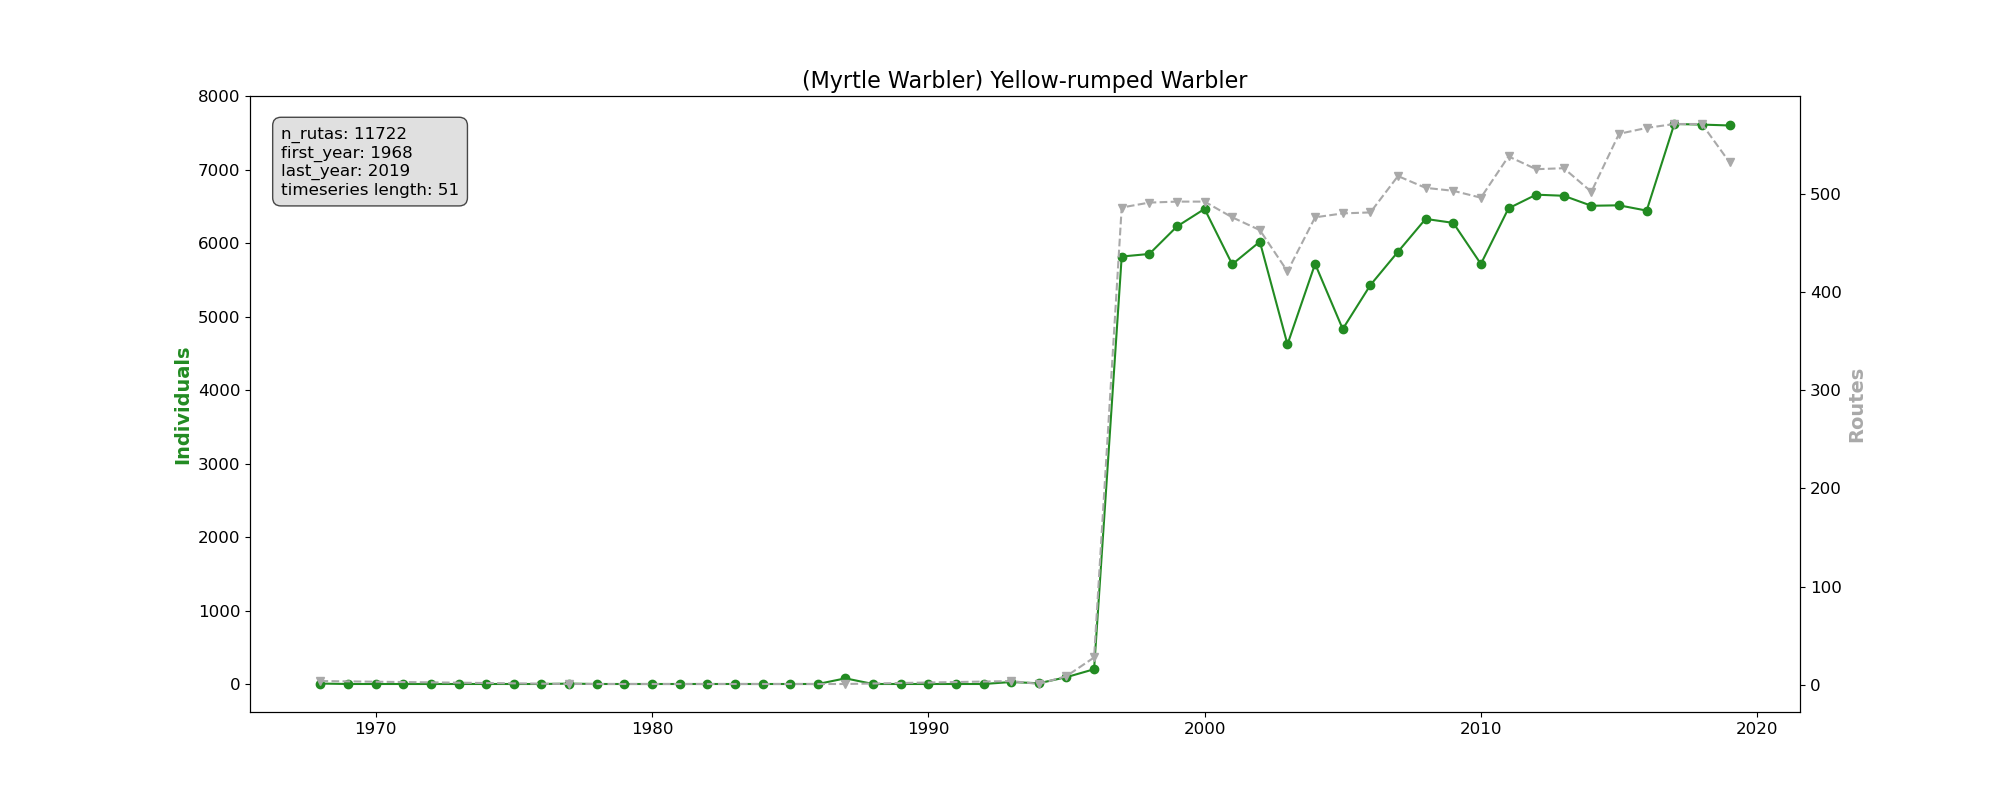 (Myrtle Warbler) Yellow-rumped Warbler
n_rutas: 11722
first_year: 1968
last_year: 2019
timeseries length: 51
8000
7000
6000
5000
4000
3000
2000
1000
0
Individuals
500
400
300
200
100
0
Routes
1970 1980 1990 2000 2010 2020